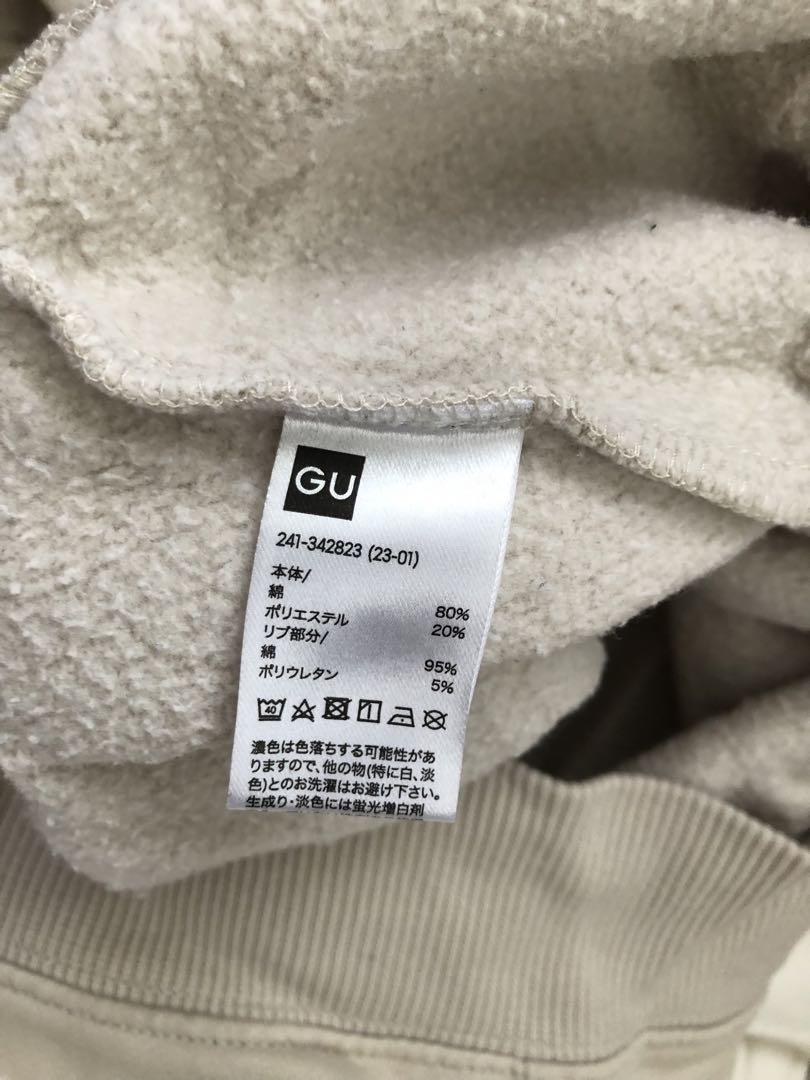 GU
241-342823 (23-01)
本体/
綿 80%
ポリエステル 20%
リブ部分/
綿 95%
ポリウレタン 5%
40
濃色は色落ちする可能性があ
りますので、他の物(特に白、淡
色)とのお洗濯はお避け下さい。
生成り・淡色には蛍光増白剤